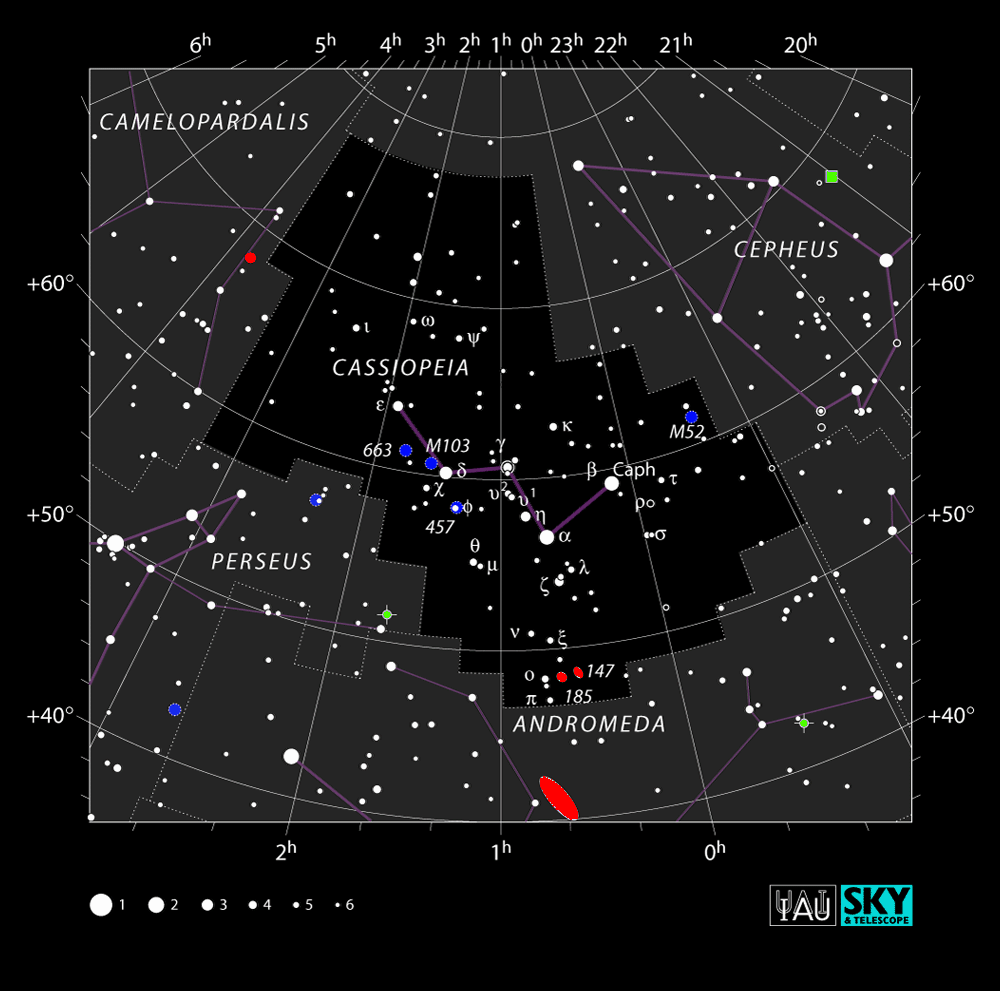 6h 5h 4h 3h 2h 1h 0h 23h 22h 21h 20h
CAMELOPARDALIS
CEPHEUS
+60° +60°
ι ω ψ
CASSIOPEIA
ε κ
M52
663 M103 γ
δ β Caph τ
χ υ2 υ1 ρ
457 φ η α σ
+50° +50°
PERSEUS θ μ λ
ζ
ν ξ
ο 147
π 185
+40° ANDROMEDA +40°
2h 1h 0h
1 2 3 4 5 6
IAU SKY
& TELESCOPE